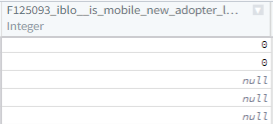 F125093_iblo__is_mobile_new_adopter_l...
Integer
0
0
null
null
null